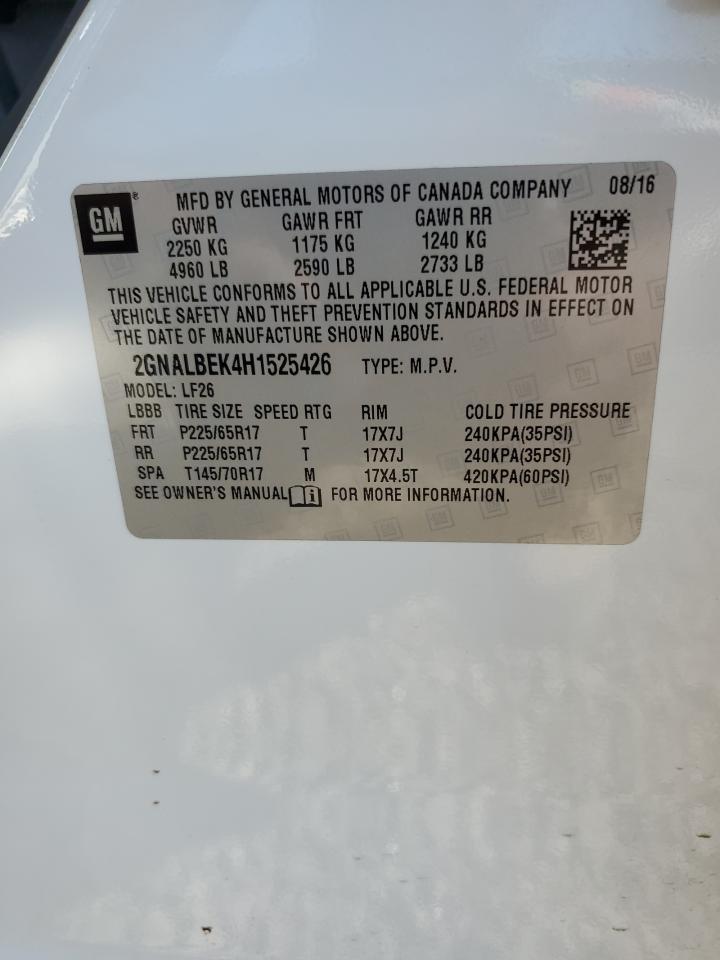 GM ® MFD BY GENERAL MOTORS OF CANADA COMPANY 08/16
GVWR GAWR FRT GAWR RR
2250 KG 1175 KG 1240 KG
4960 LB 2590 LB 2733 LB
THIS VEHICLE CONFORMS TO ALL APPLICABLE U.S. FEDERAL MOTOR
VEHICLE SAFETY AND THEFT PREVENTION STANDARDS IN EFFECT ON
THE DATE OF MANUFACTURE SHOWN ABOVE.
2GNALBEK4H1525426 TYPE: M.P.V.
MODEL: LF26
LBBB TIRE SIZE SPEED RTG RIM COLD TIRE PRESSURE
FRT P225/65R17 T 17X7J 240KPA(35PSI)
RR P225/65R17 T 17X7J 240KPA(35PSI)
SPA T145/70R17 M 17X4.5T 420KPA(60PSI)
SEE OWNER'S MANUAL i FOR MORE INFORMATION.